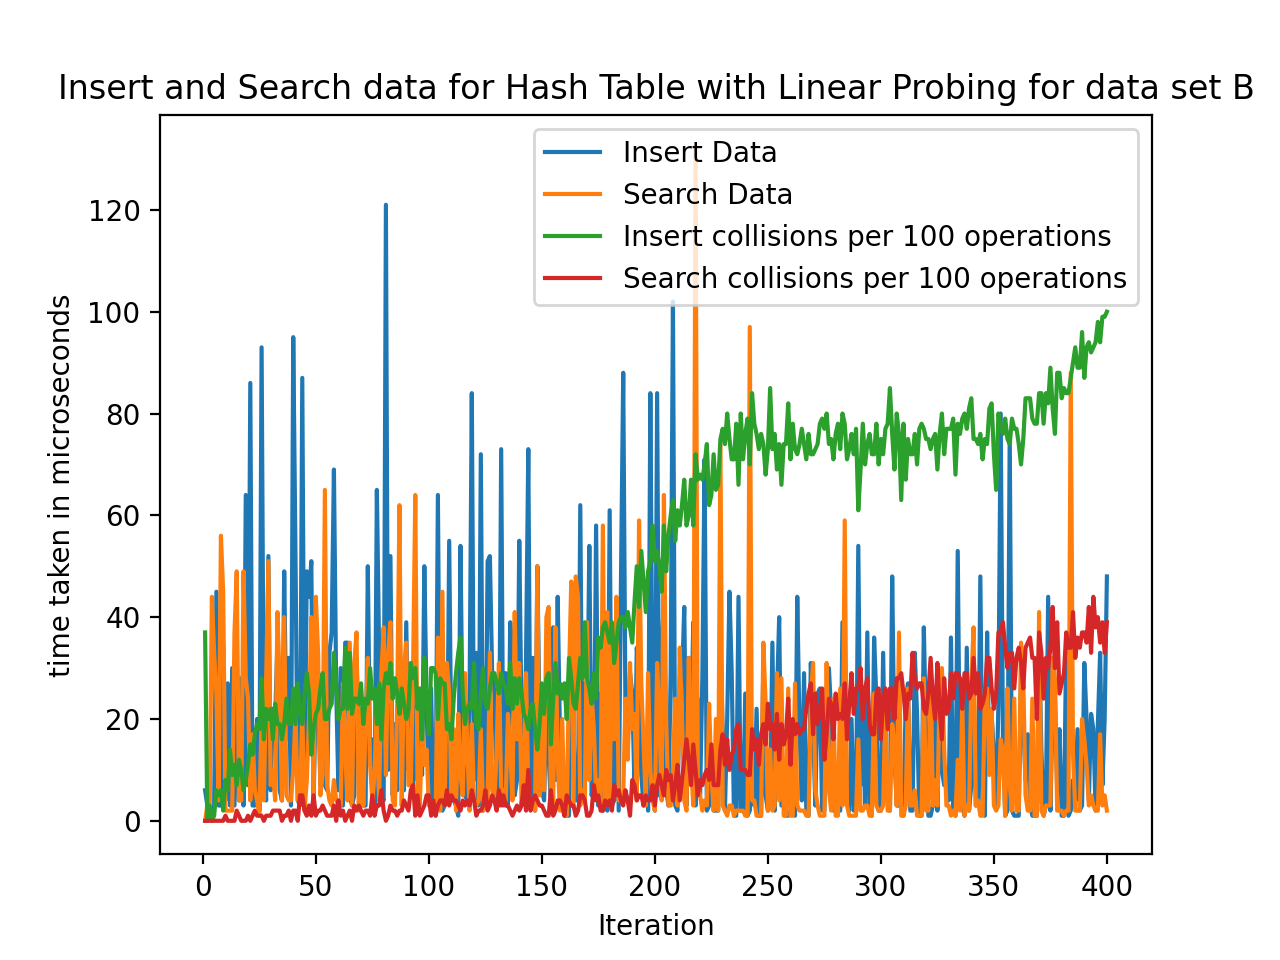 Insert and Search data for Hash Table with Linear Probing for data set B
Insert Data
Search Data
Insert collisions per 100 operations
Search collisions per 100 operations
time taken in microseconds
120
100
80
60
40
20
0
0 50 100 150 200 250 300 350 400
Iteration